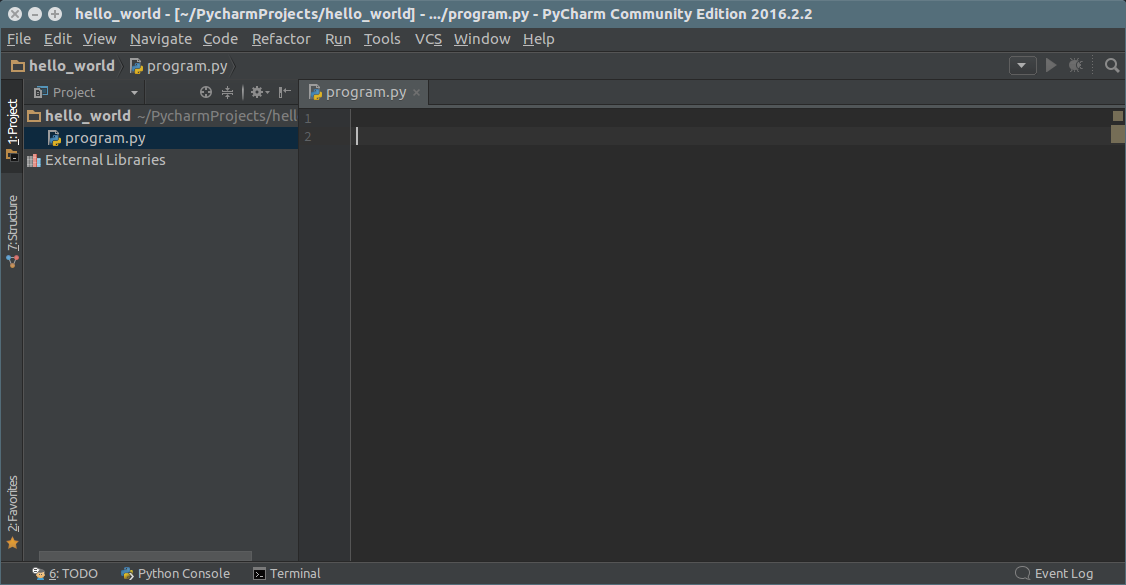 hello_world - [~/PycharmProjects/hello_world] - .../program.py - PyCharm Community Edition 2016.2.2
File Edit View Navigate Code Refactor Run Tools VCS Window Help
hello_world program.py
Project
program.py
1: Project
hello_world ~/PycharmProjects/hell
program.py
External Libraries
1
2
7: Structure
2: Favorites
6: TODO Python Console Terminal Event Log